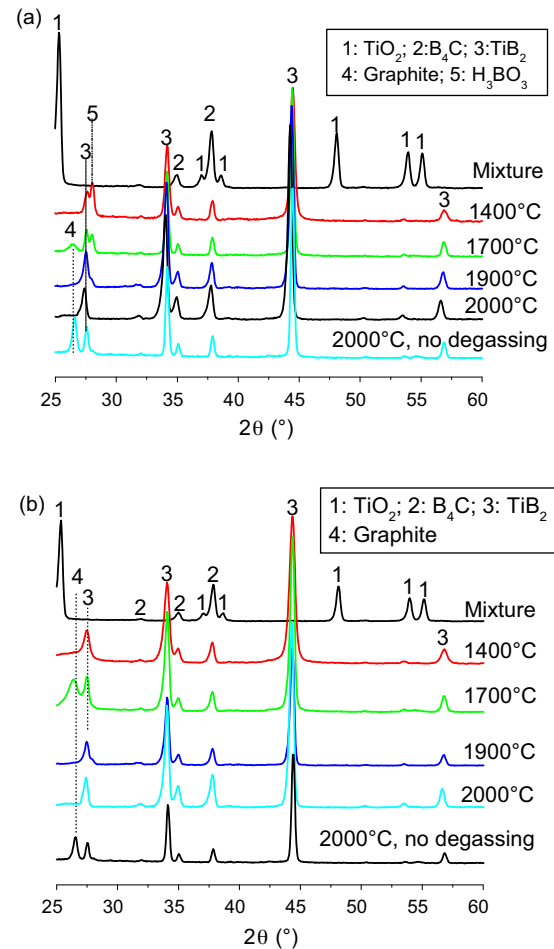 (a)
1
1: TiO2; 2:B4C; 3:TiB2
4: Graphite; 5: H3BO3
3
5
3
2
2
1
1
1
1
1
Mixture
1400°C
3
4
1700°C
1900°C
2000°C
2000°C, no degassing
25 30 35 40 45 50 55 60
2θ (°)
(b)
1
1: TiO2; 2: B4C; 3: TiB2
4: Graphite
3
4
3
2
3
2
2
1
1
1
1
1
Mixture
3
1400°C
1700°C
1900°C
2000°C
2000°C, no degassing
25 30 35 40 45 50 55 60
2θ (°)